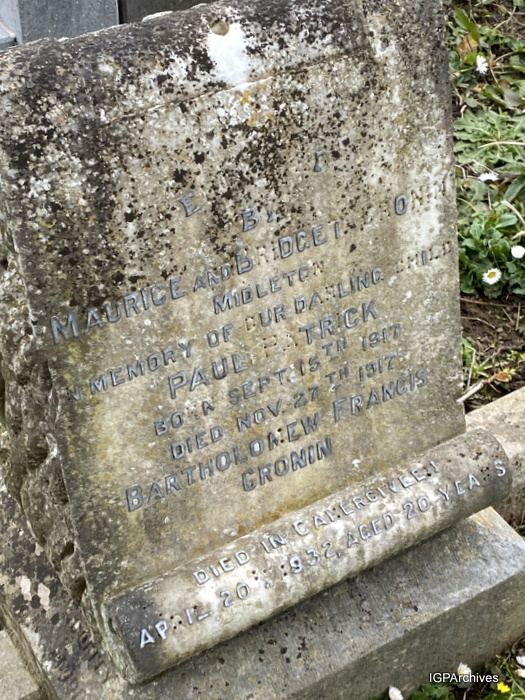 MAURICE AND BRIDGET
MIDLETON
IN MEMORY OF OUR DARLING CHILD
PAUL PATRICK
BORN SEPT. 15TH 1917
DIED NOV. 27TH 1917
BARTHOLOMEW FRANCIS
CRONIN
DIED IN
APRIL 20TH 1932, AGED 20 YEARS
IGPArchives